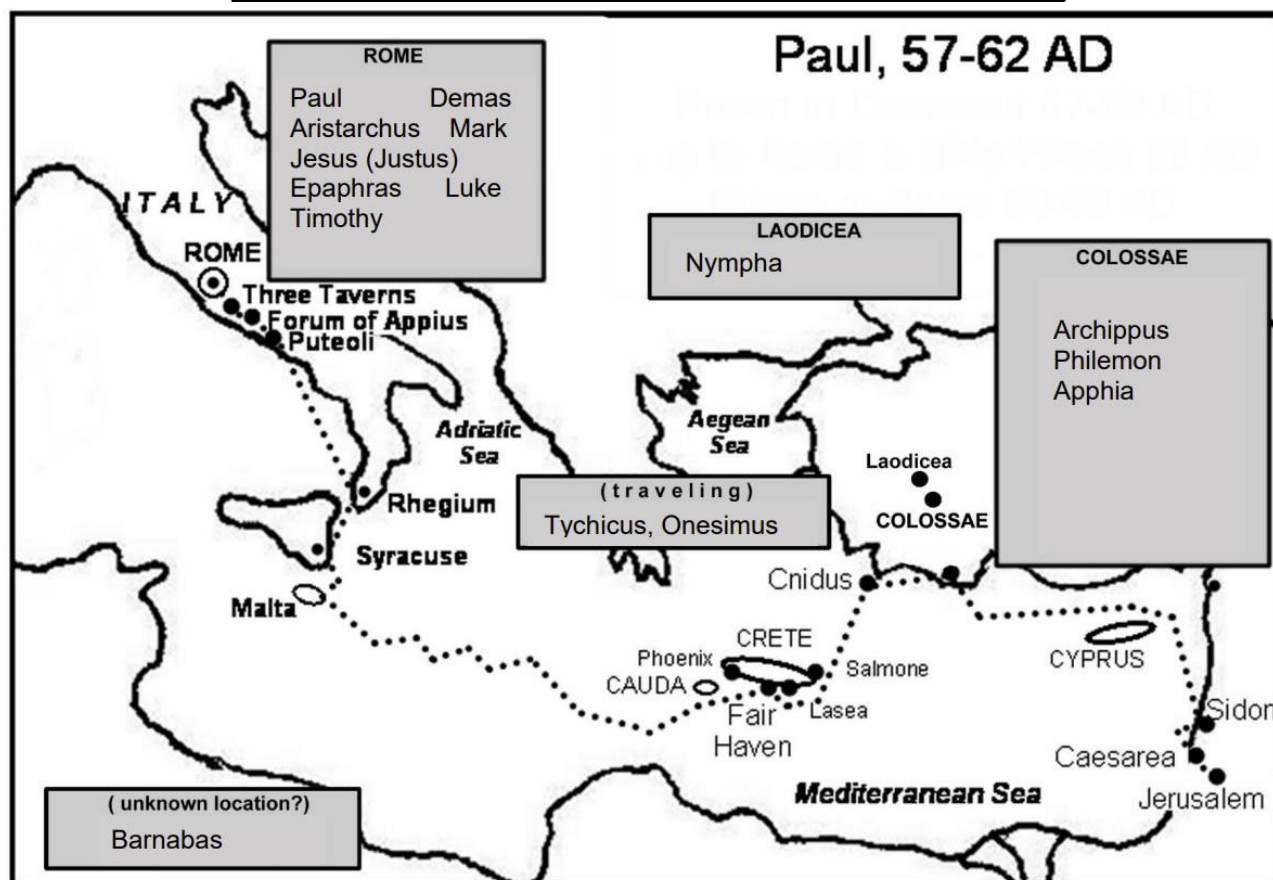 Paul, 57-62 AD
ROME
Paul Demas
Aristarchus Mark
Jesus (Justus)
Epaphras Luke
Timothy
ITALY
ROME
Three Taverns
Forum of Appius
Puteoli
LAODICEA
Nympha
COLOSSAE
Archippus
Philemon
Apphia
Adriatic
Sea
Aegean
Sea
Laodicea
COLOSSAE
Rhegium
Syracuse
Malta
(traveling)
Tychicus, Onesimus
Cnidus
CRETE
Phoenix
CAUDA
Salmone
Lasea
Fair
Haven
CYPRUS
Sidon
Caesarea
Jerusalem
Mediterranean Sea
( unknown location?)
Barnabas